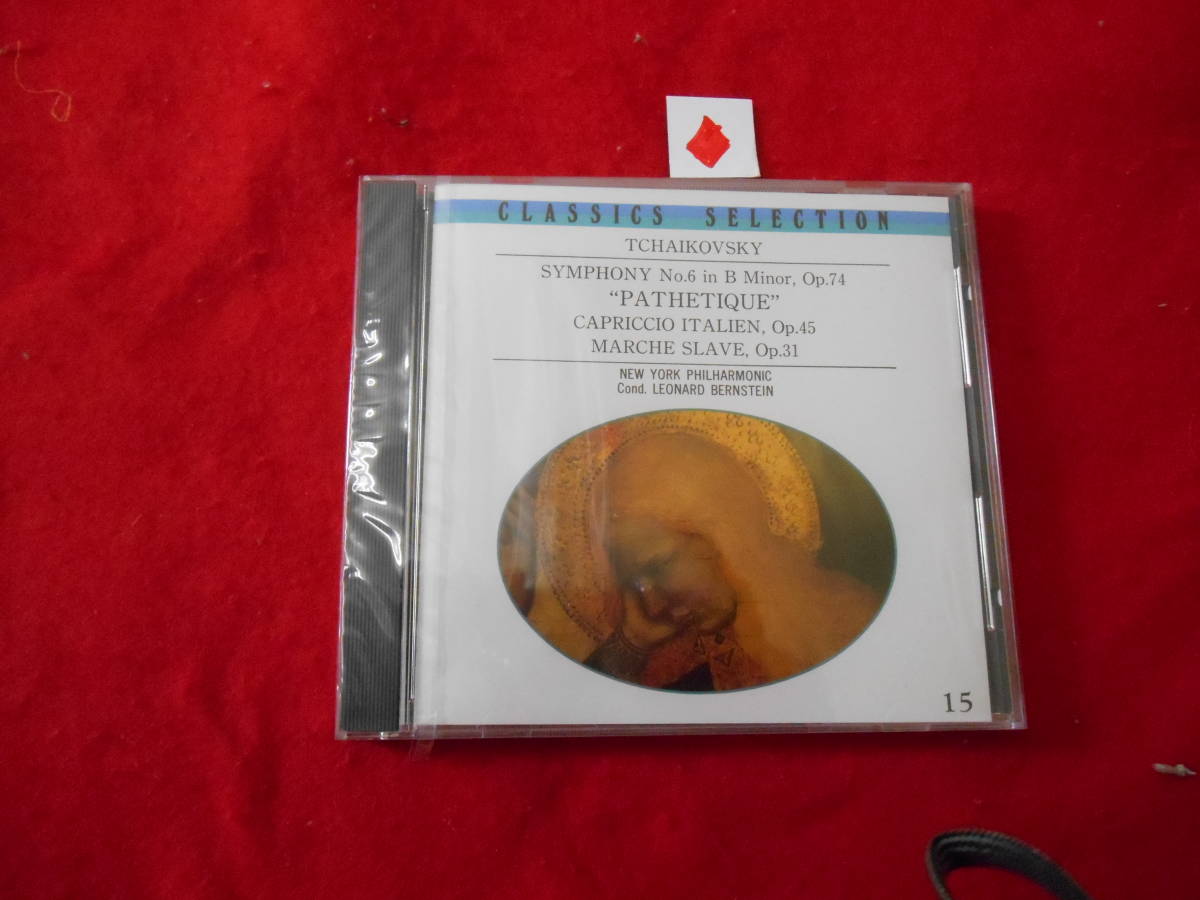 CLASSICS SELECTION
TCHAIKOVSKY
SYMPHONY No.6 in B Minor, Op.74
“PATHETIQUE”
CAPRICCIO ITALIEN, Op.45
MARCHE SLAVE, Op.31
NEW YORK PHILHARMONIC
Cond. LEONARD BERNSTEIN
15